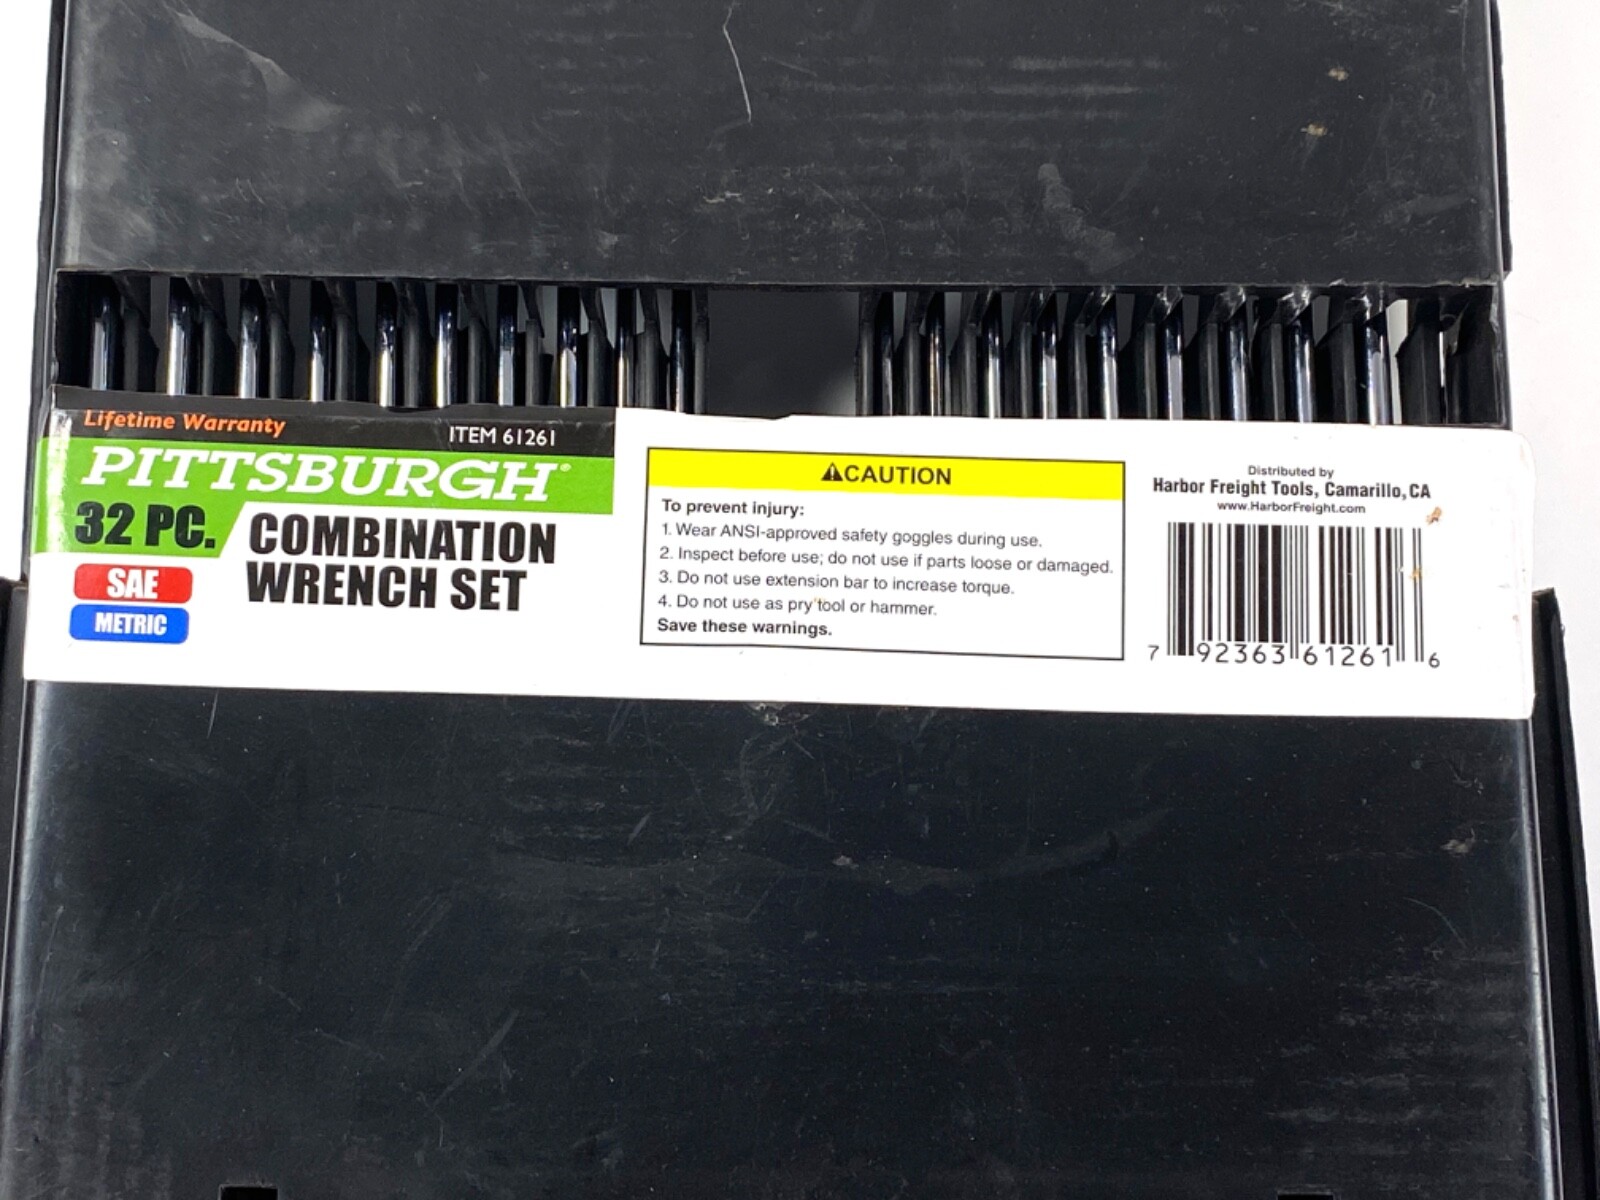 Lifetime Warranty
ITEM 61261
PITTSBURGH®
32 PC. COMBINATION
WRENCH SET
SAE
METRIC
⚠CAUTION
To prevent injury:
1. Wear ANSI-approved safety goggles during use.
2. Inspect before use; do not use if parts loose or damaged.
3. Do not use extension bar to increase torque.
4. Do not use as pry tool or hammer.
Save these warnings.
Distributed by
Harbor Freight Tools, Camarillo, CA
www.HarborFreight.com
7 92363 61261 6